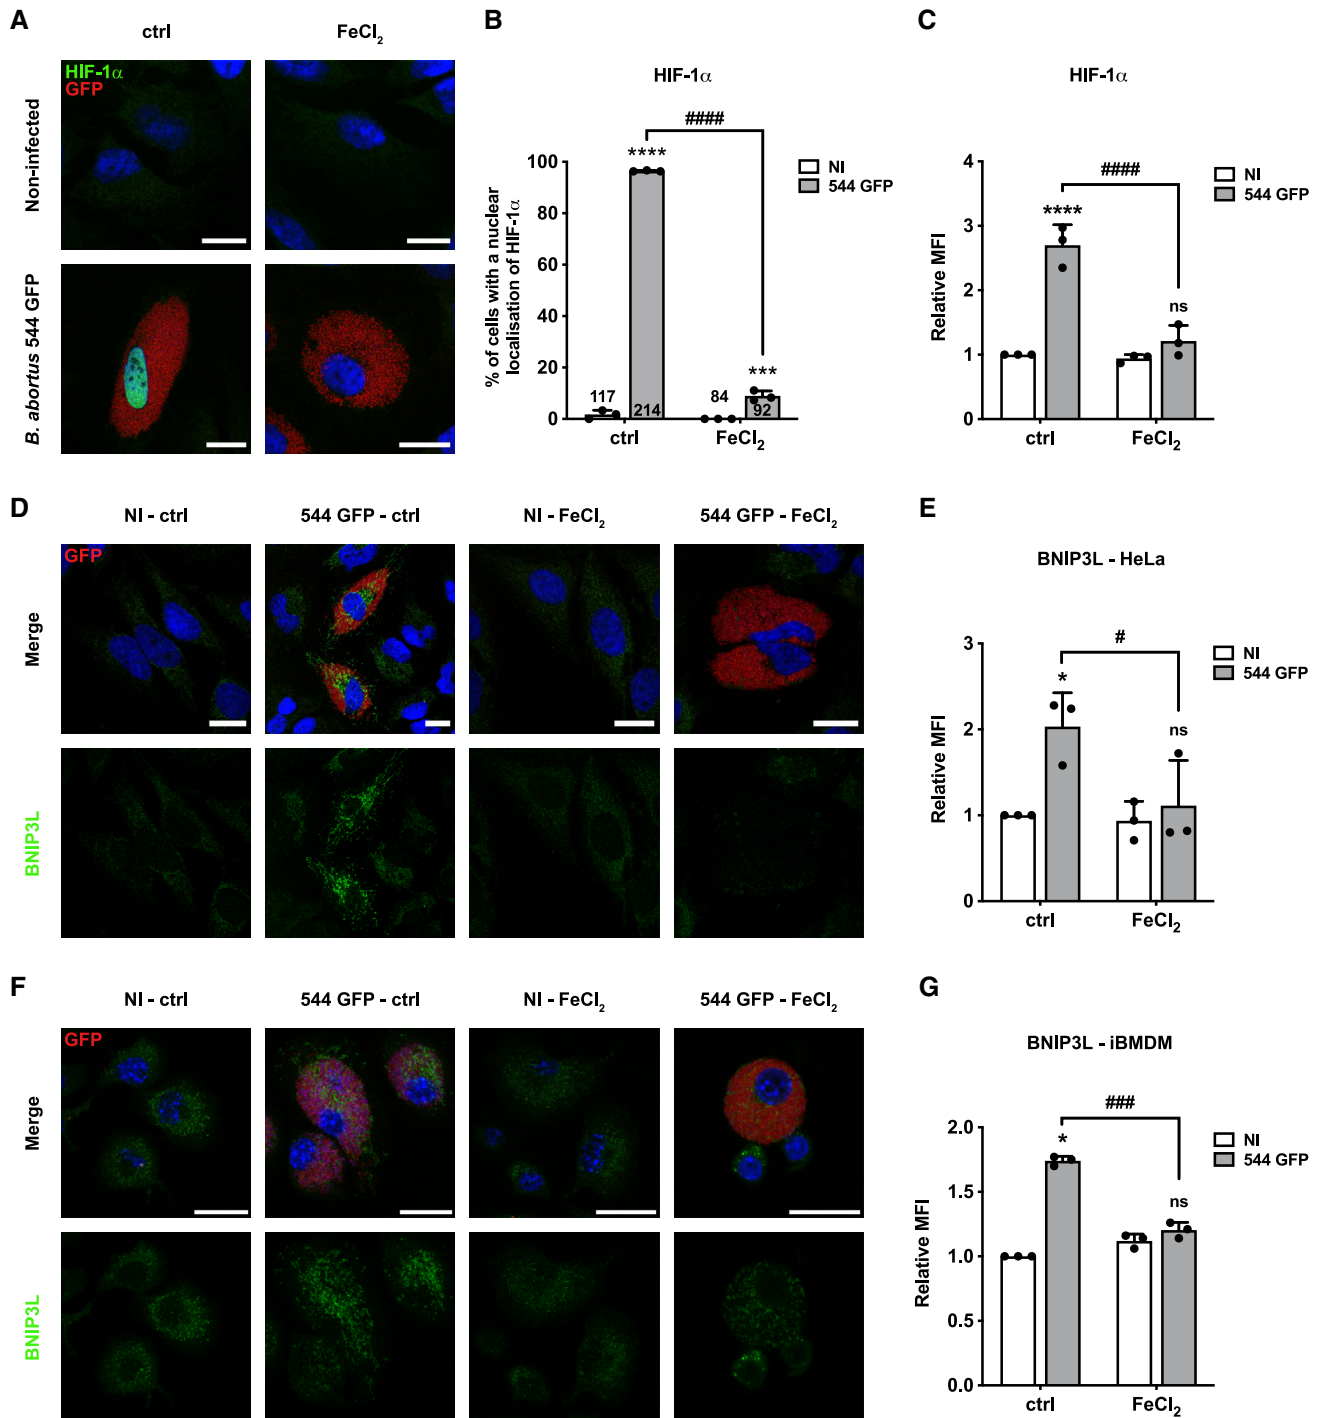 A
ctrl
FeCl2
Non-infected
B. abortus 544 GFP
HIF-1α
GFP
B
HIF-1α
####
****
***
% of cells with a nuclear
localisation of HIF-1α
100
80
60
40
20
0
117
214
84
92
ctrl
FeCl2
NI
544 GFP
C
HIF-1α
####
****
ns
Relative MFI
4
3
2
1
0
ctrl
FeCl2
NI
544 GFP
D
NI - ctrl
544 GFP - ctrl
NI - FeCl2
544 GFP - FeCl2
GFP
Merge
BNIP3L
E
BNIP3L - HeLa
#
*
ns
Relative MFI
3
2
1
0
ctrl
FeCl2
NI
544 GFP
F
NI - ctrl
544 GFP - ctrl
NI - FeCl2
544 GFP - FeCl2
GFP
Merge
BNIP3L
G
BNIP3L - iBMDM
###
*
ns
Relative MFI
2.0
1.5
1.0
0.5
0.0
ctrl
FeCl2
NI
544 GFP